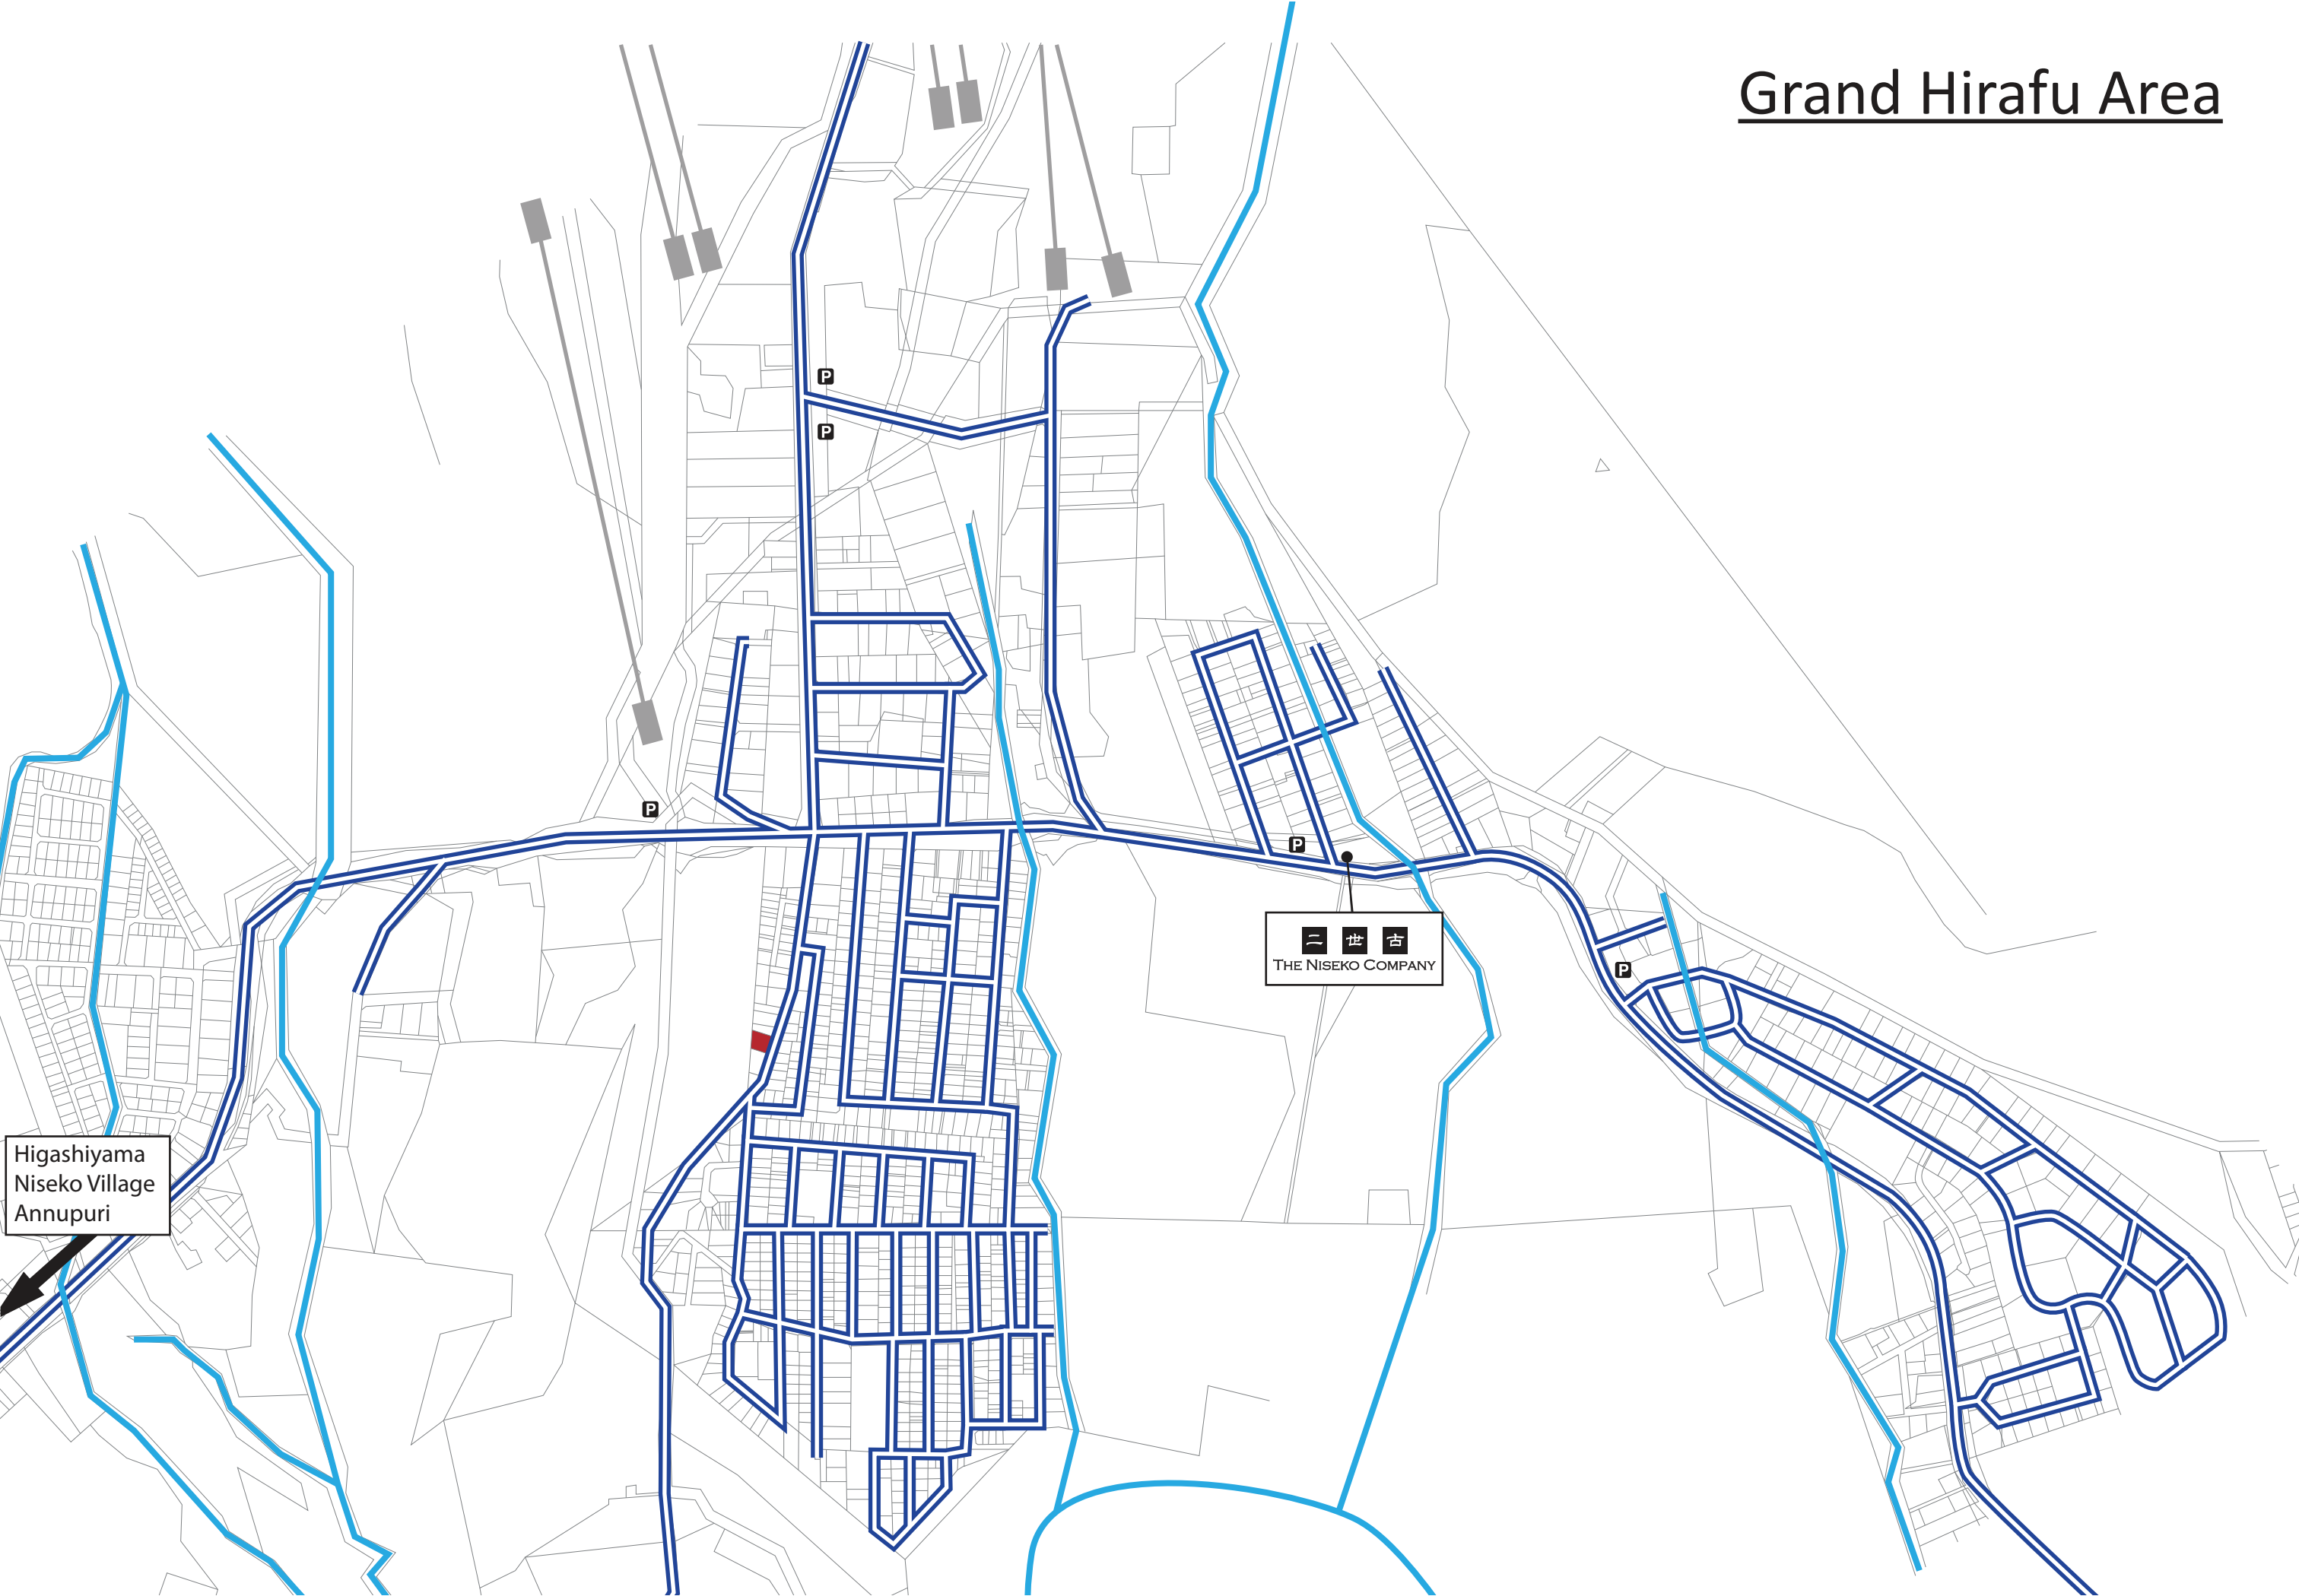 Grand Hirafu Area
P
P
P
P
二世古
THE NISEKO COMPANY
P
Higashiyama
Niseko Village
Annupuri